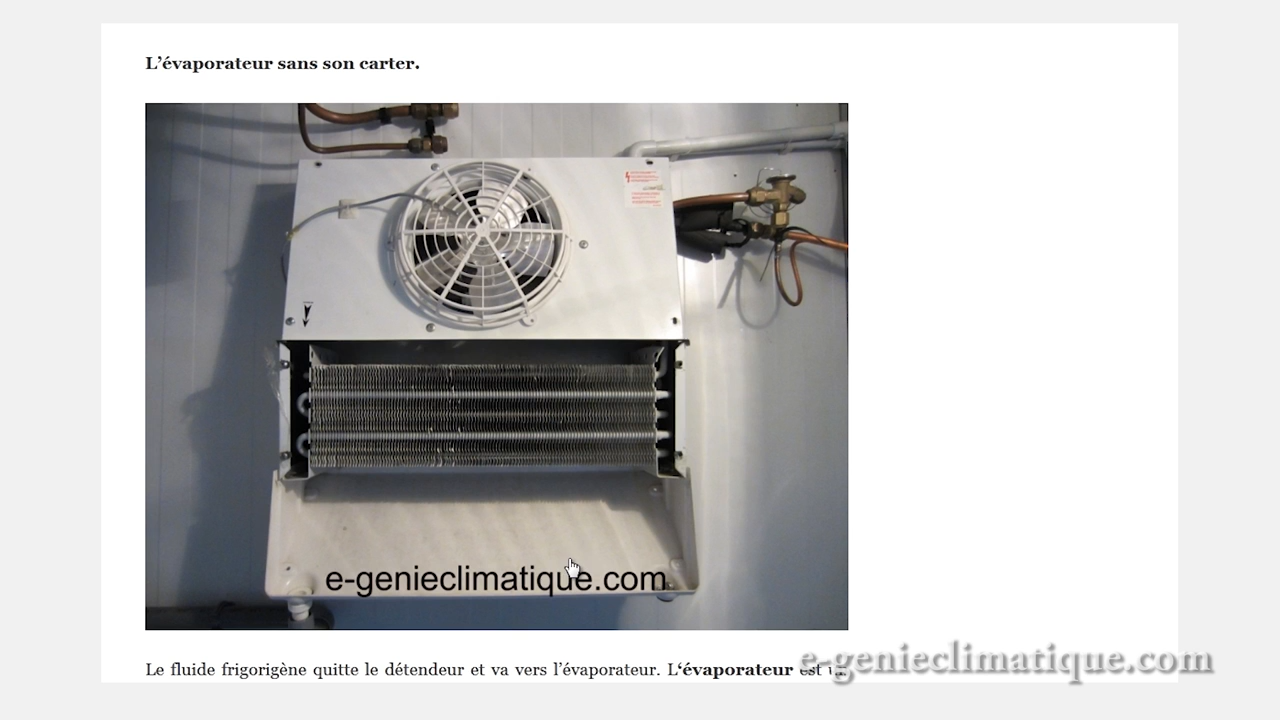 L’évaporateur sans son carter.
e-genieclimatique.com
Le fluide frigorigène quitte le détendeur et va vers l’évaporateur. L‘évaporateur est
e-genieclimatique.com